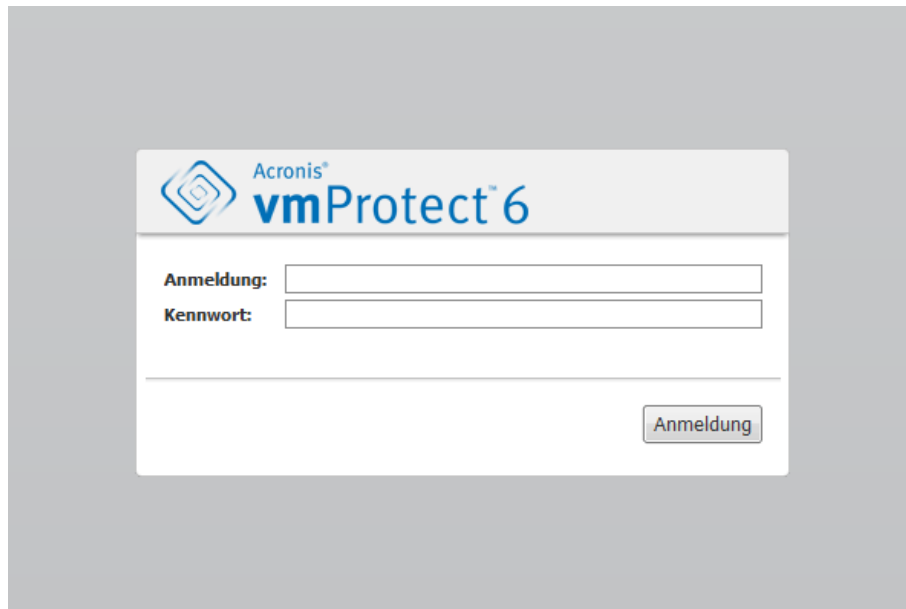 Acronis®
vmProtect™ 6
Anmeldung:
Kennwort:
Anmeldung